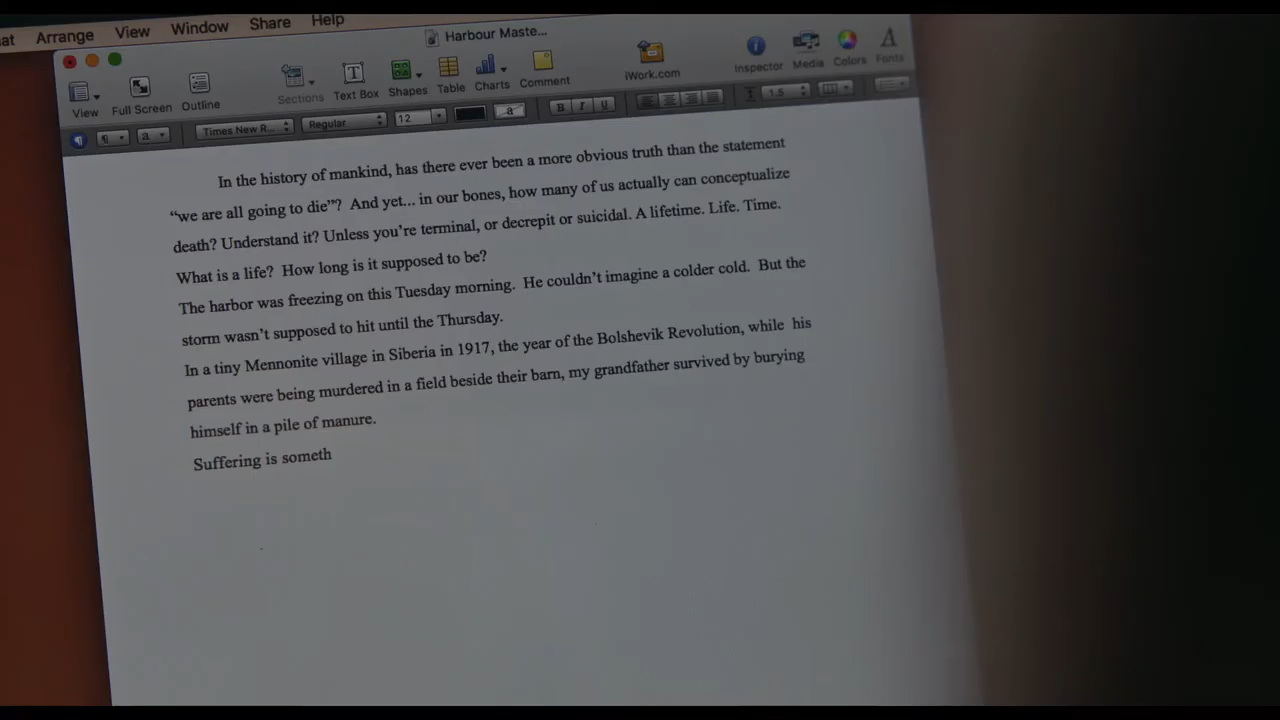 at Arrange View Window Share Help
Harbour Maste...
View Full Screen Outline Sections Text Box Shapes Table Charts Comment iWork.com Inspector Media Colors Fonts
a Times New R... Regular 12 a B I U 1.5
In the history of mankind, has there ever been a more obvious truth than the statement
“we are all going to die”? And yet... in our bones, how many of us actually can conceptualize
death? Understand it? Unless you’re terminal, or decrepit or suicidal. A lifetime. Life. Time.
What is a life? How long is it supposed to be?
The harbor was freezing on this Tuesday morning. He couldn’t imagine a colder cold. But the
storm wasn’t supposed to hit until the Thursday.
In a tiny Mennonite village in Siberia in 1917, the year of the Bolshevik Revolution, while his
parents were being murdered in a field beside their barn, my grandfather survived by burying
himself in a pile of manure.
Suffering is someth